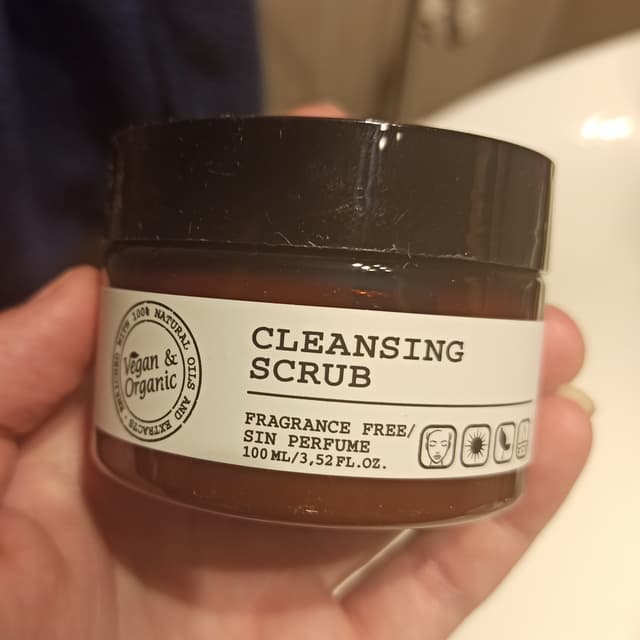 ENRICHED WITH 100% NATURAL OILS AND EXTRACTS
Vegan &
Organic
CLEANSING
SCRUB
FRAGRANCE FREE/
SIN PERFUME
100 ML/3,52 FL.OZ.